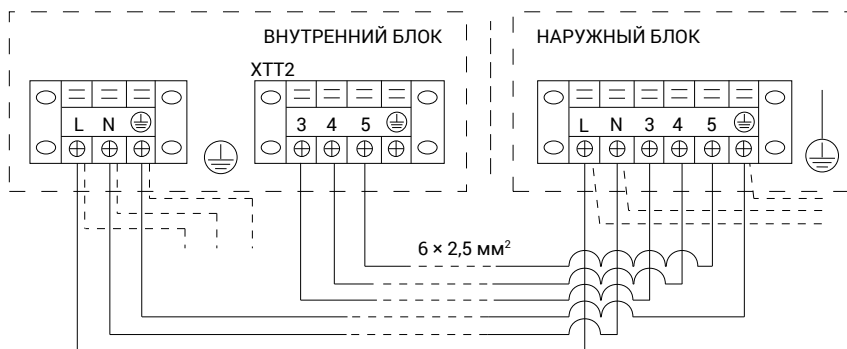 ВНУТРЕННИЙ БЛОК
НАРУЖНЫЙ БЛОК
XTT2
L N
3 4 5
L N 3 4 5
6 × 2,5 мм²